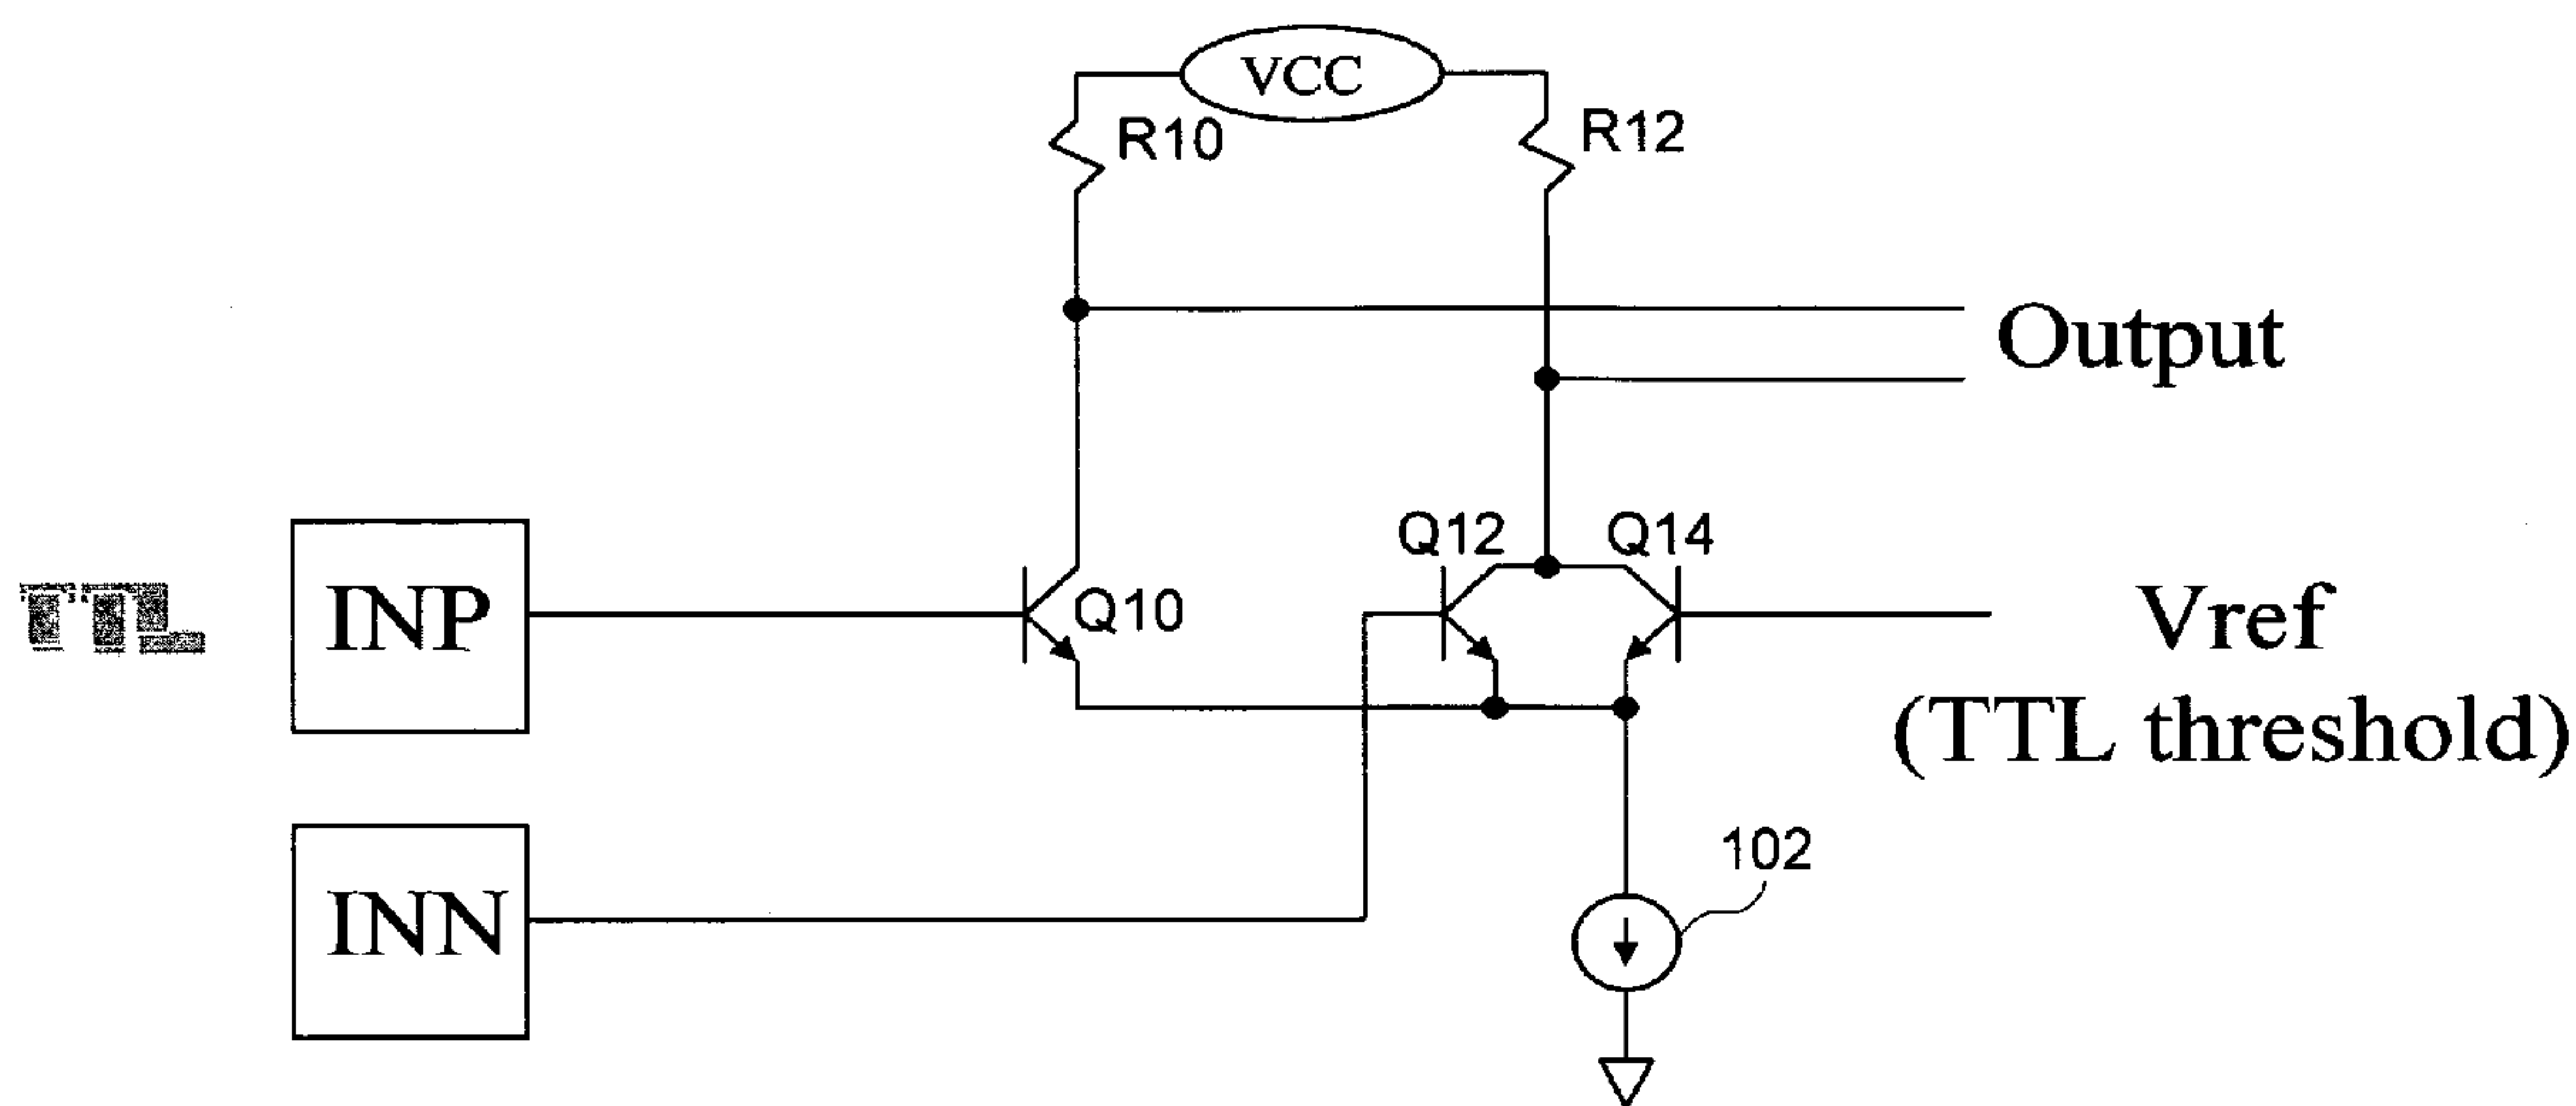 VCC
R10
R12
Output
Q12
Q14
TTL
INP
Q10
Vref
(TTL threshold)
102
INN